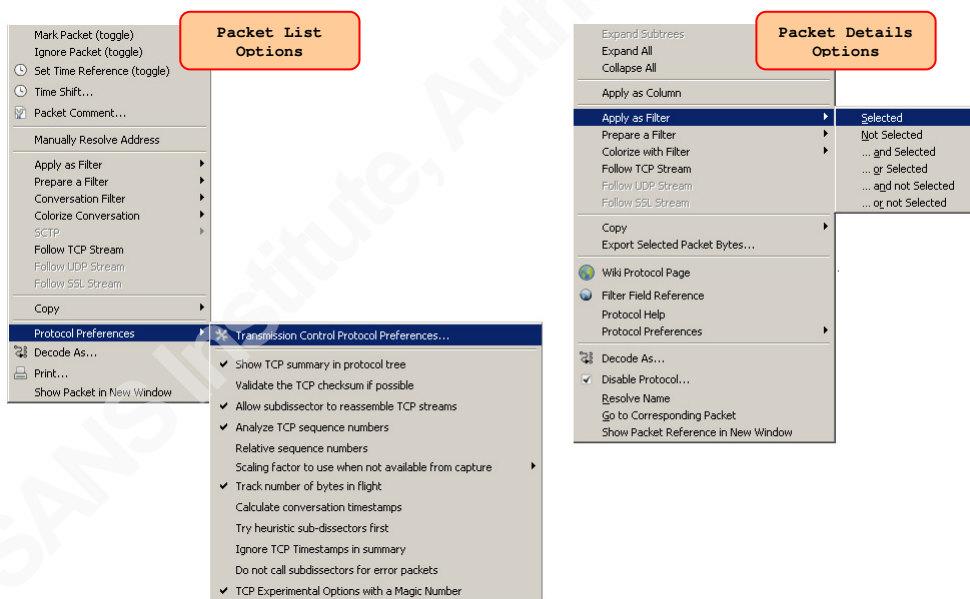 Packet List
Options
Mark Packet (toggle)
Ignore Packet (toggle)
Set Time Reference (toggle)
Time Shift...
Packet Comment...
Manually Resolve Address
Apply as Filter
Prepare a Filter
Conversation Filter
Colorize Conversation
SCTP
Follow TCP Stream
Follow UDP Stream
Follow SSL Stream
Copy
Protocol Preferences
Decode As...
Print...
Show Packet in New Window
Transmission Control Protocol Preferences...
Show TCP summary in protocol tree
Validate the TCP checksum if possible
Allow subdissector to reassemble TCP streams
Analyze TCP sequence numbers
Relative sequence numbers
Scaling factor to use when not available from capture
Track number of bytes in flight
Calculate conversation timestamps
Try heuristic sub-dissectors first
Ignore TCP Timestamps in summary
Do not call subdissectors for error packets
TCP Experimental Options with a Magic Number
Packet Details
Options
Expand Subtrees
Expand All
Collapse All
Apply as Column
Apply as Filter
Prepare a Filter
Colorize with Filter
Follow TCP Stream
Follow UDP Stream
Follow SSL Stream
Copy
Export Selected Packet Bytes...
Wiki Protocol Page
Filter Field Reference
Protocol Help
Protocol Preferences
Decode As...
Disable Protocol...
Resolve Name
Go to Corresponding Packet
Show Packet Reference in New Window
Selected
Not Selected
... and Selected
... or Selected
... and not Selected
... or not Selected
SANS Institute,